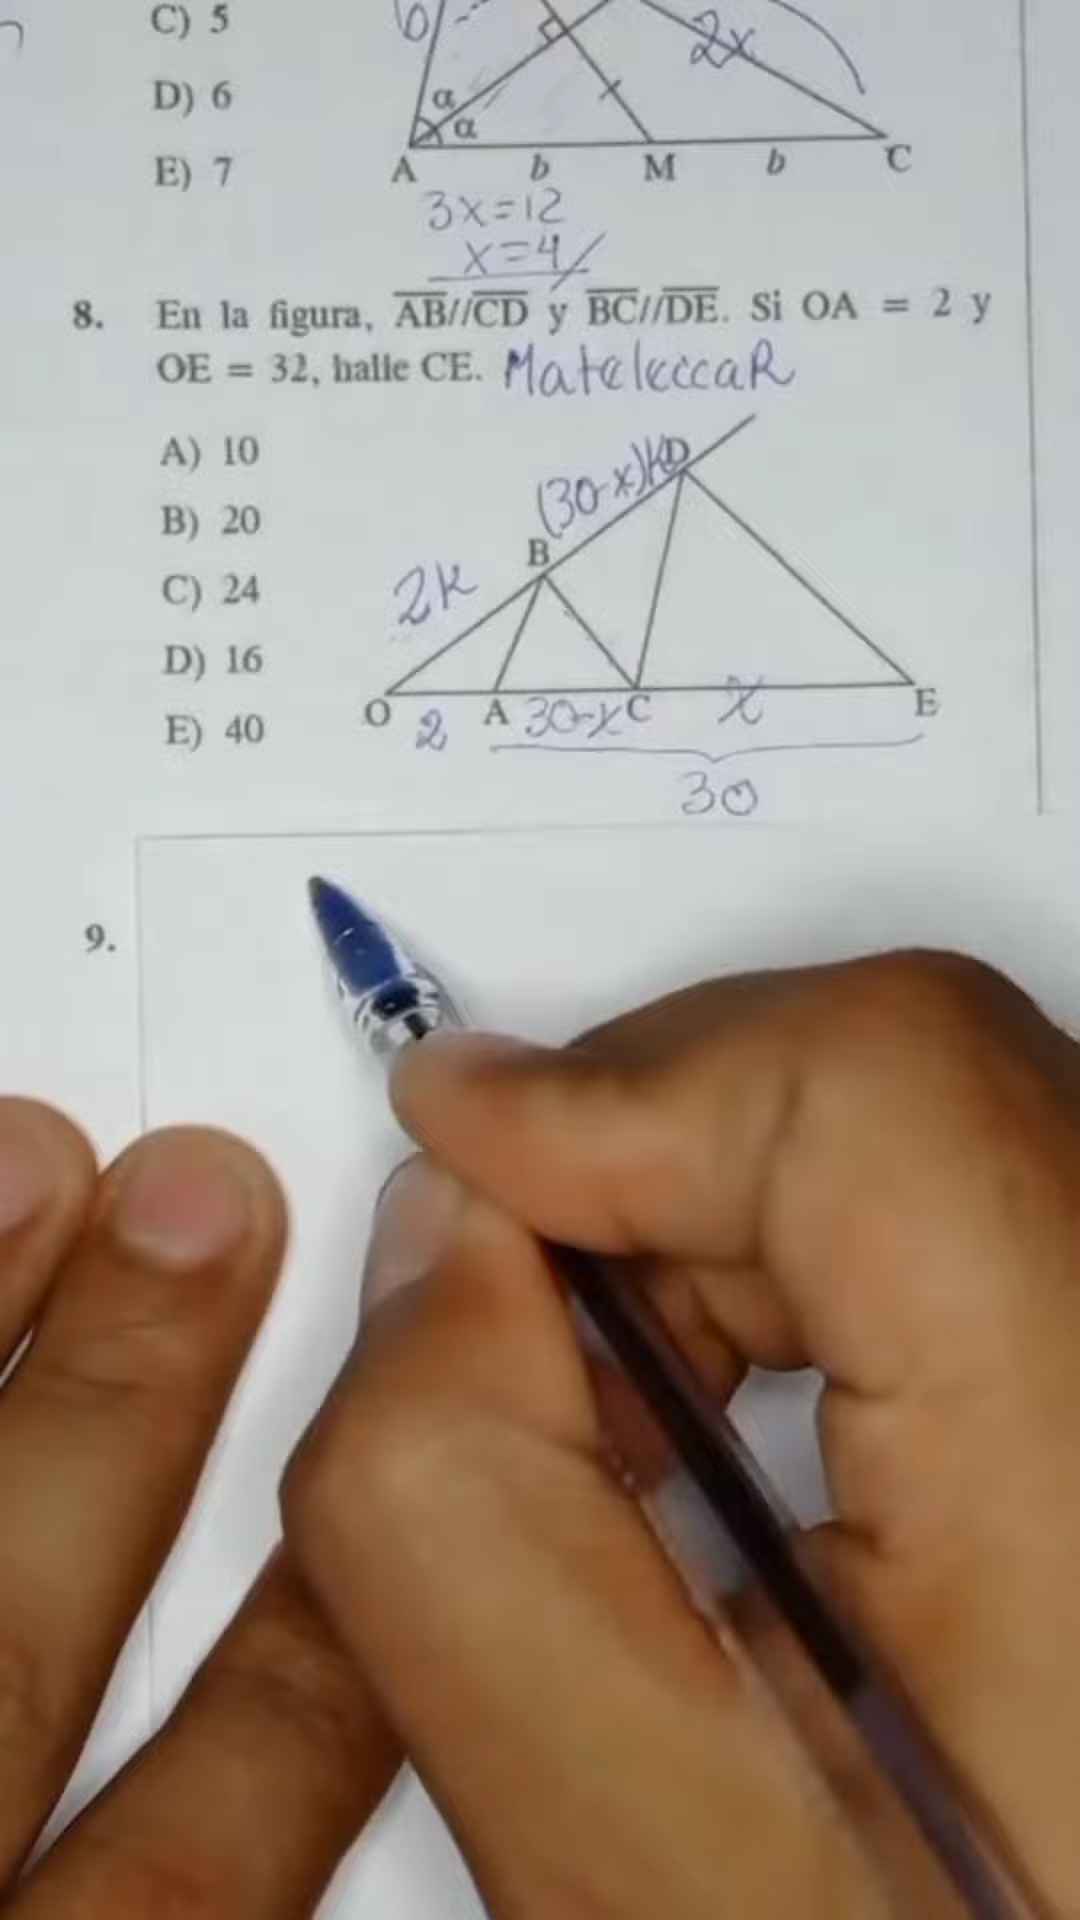 C) 5
D) 6
E) 7
b
2x
α
α
A b M b C
3x=12
x=4
8. En la figura, AB//CD y BC//DE. Si OA = 2 y
OE = 32, halle CE. MateleccaR
A) 10
B) 20
C) 24
D) 16
E) 40
(30-x)k D
B
2k
O 2 A 30-x C x E
30
9.